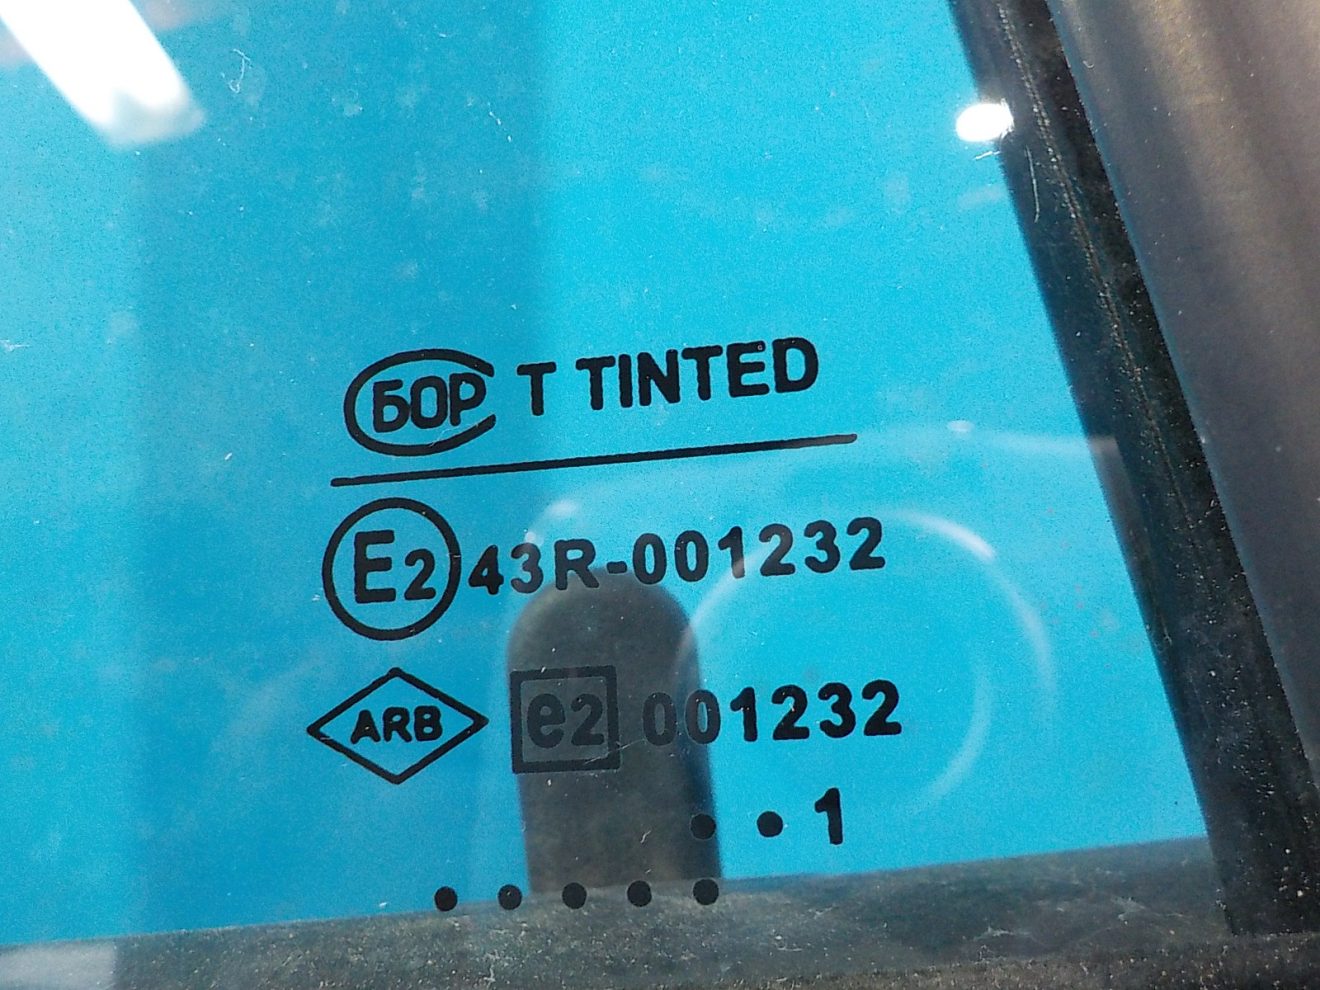 БОР T TINTED
E2 43R-001232
ARB e2 001232
• • 1
• • • • •